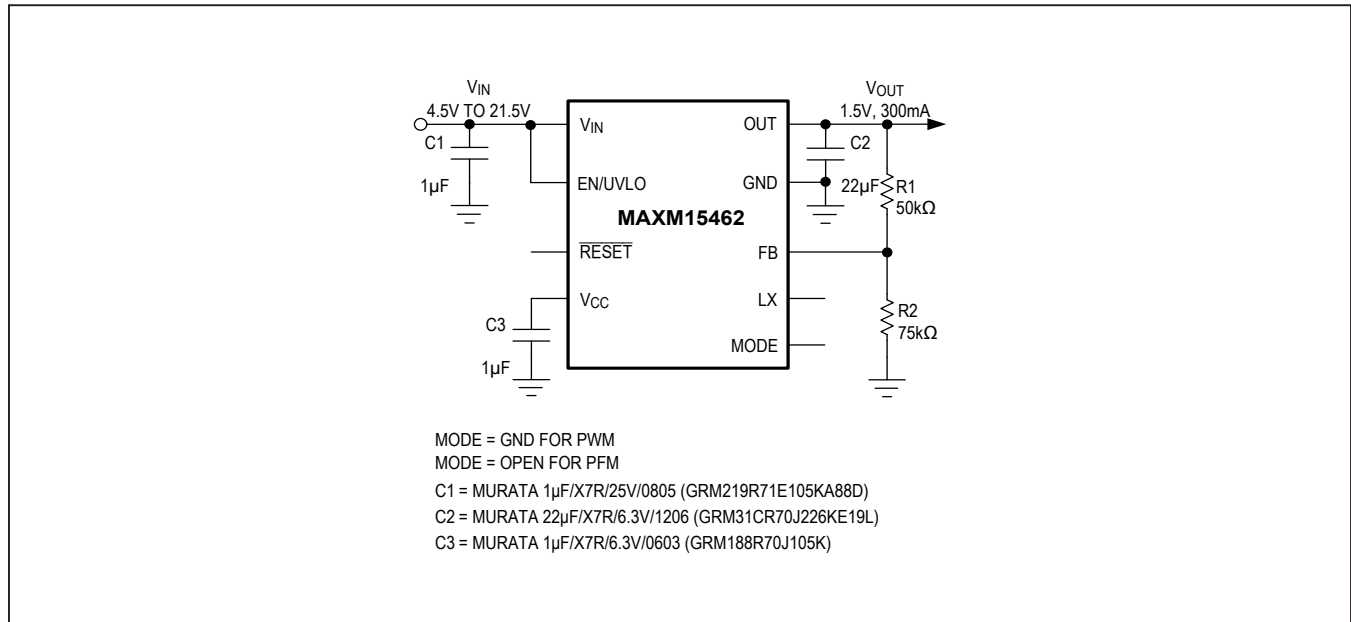 VIN
4.5V TO 21.5V
C1
1µF
VIN
EN/UVLO
RESET
VCC
C3
1µF
MAXM15462
OUT
GND
FB
LX
MODE
VOUT
1.5V, 300mA
C2
22µF
R1
50kΩ
R2
75kΩ
MODE = GND FOR PWM
MODE = OPEN FOR PFM
C1 = MURATA 1µF/X7R/25V/0805 (GRM219R71E105KA88D)
C2 = MURATA 22µF/X7R/6.3V/1206 (GRM31CR70J226KE19L)
C3 = MURATA 1µF/X7R/6.3V/0603 (GRM188R70J105K)